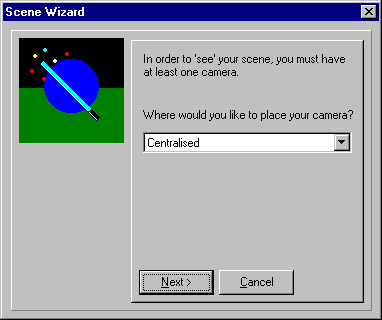 Scene Wizard
In order to 'see' your scene, you must have
at least one camera.
Where would you like to place your camera?
Centralised
Next >
Cancel